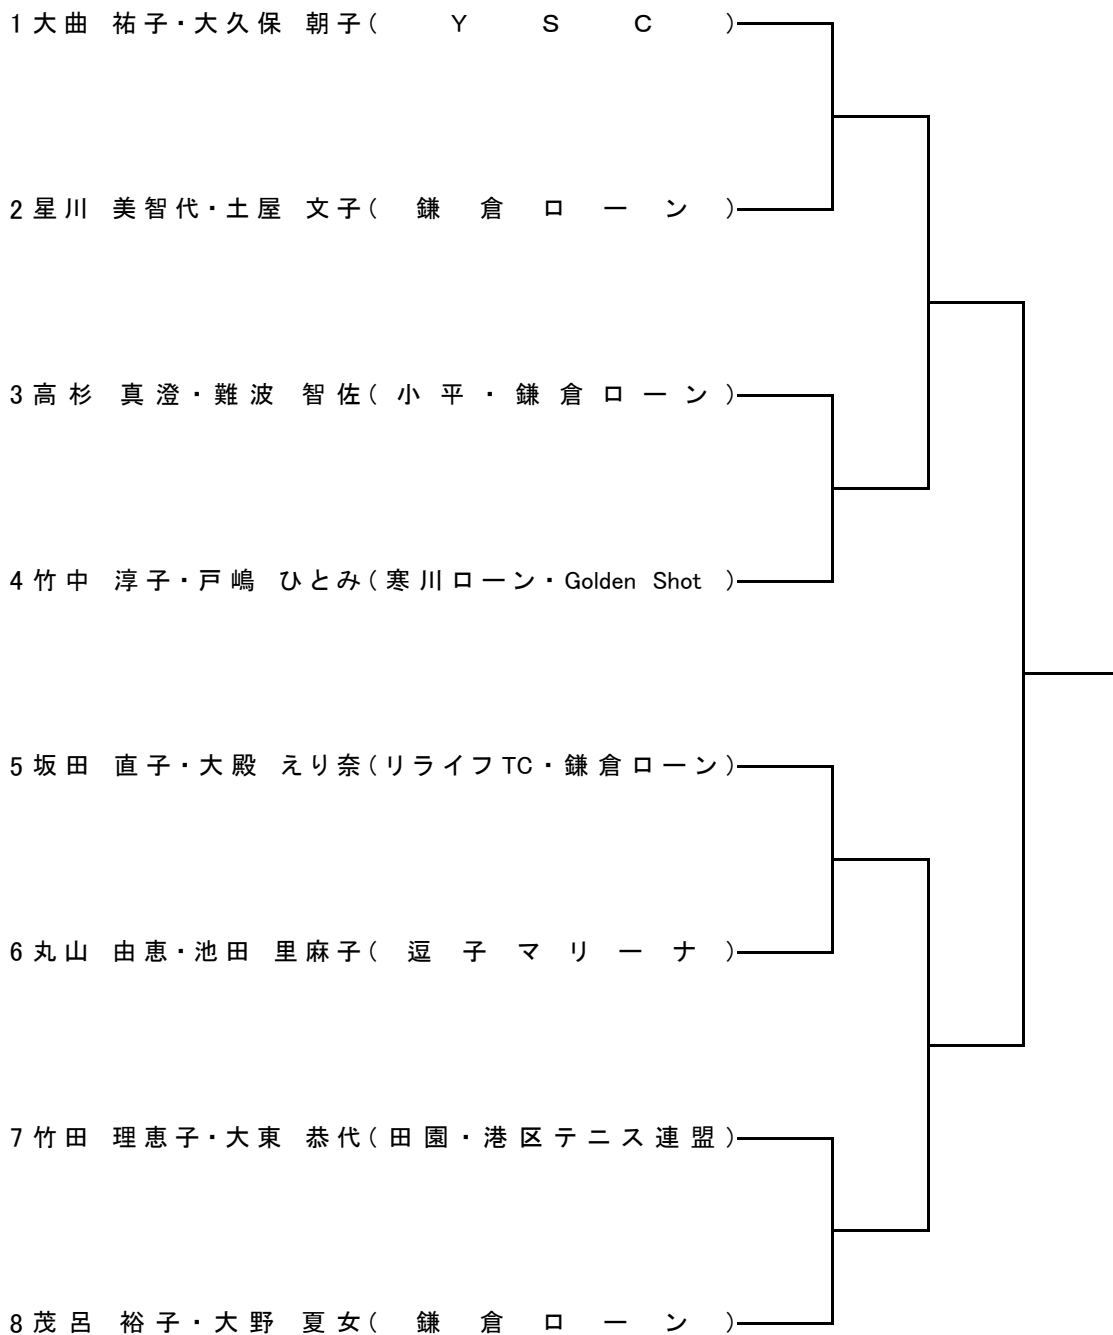 1 大曲 祐子・大久保 朝子( Y S C )
2 星川 美智代・土屋 文子( 鎌倉ローン )
3 高杉 真澄・難波 智佐( 小平・鎌倉ローン )
4 竹中 淳子・戸嶋 ひとみ( 寒川ローン・Golden Shot )
5 坂田 直子・大殿 えり奈(リライフTC・鎌倉ローン)
6 丸山 由恵・池田 里麻子( 逗子マリーナ )
7 竹田 理恵子・大東 恭代( 田園・港区テニス連盟 )
8 茂呂 裕子・大野 夏女( 鎌倉ローン )